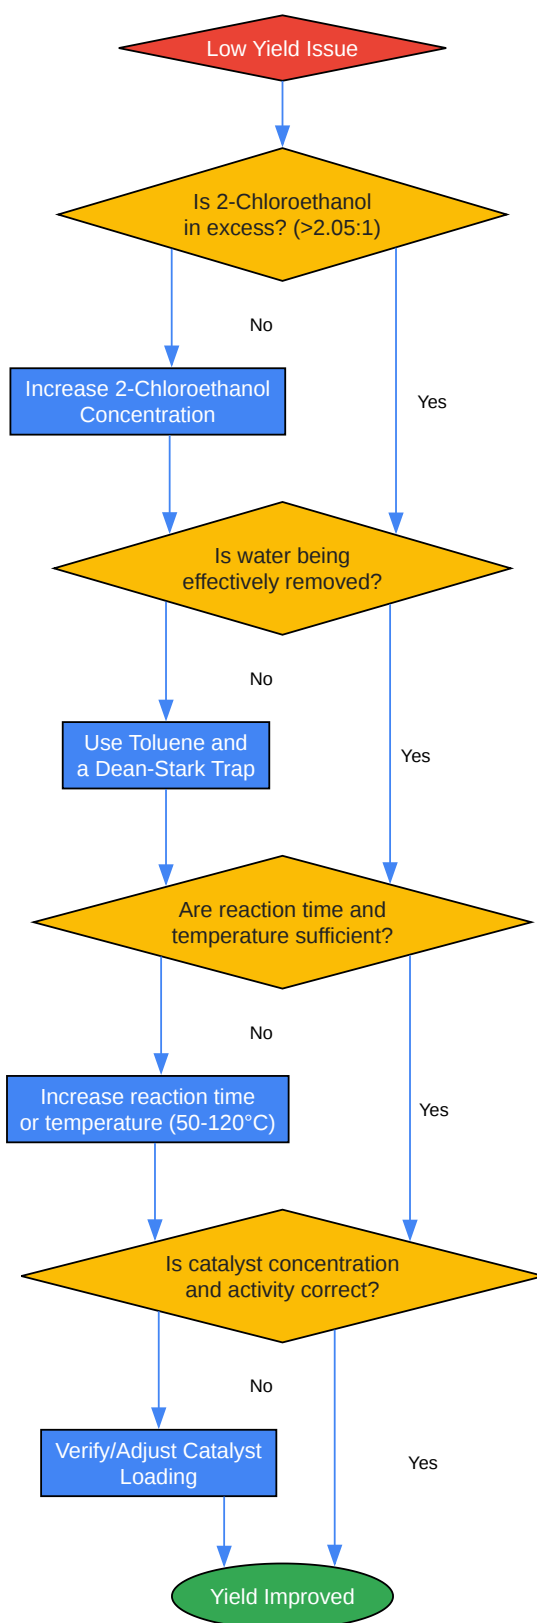 Low Yield Issue
Is 2-Chloroethanol
in excess? (>2.05:1)
No
Increase 2-Chloroethanol
Concentration
Yes
Is water being
effectively removed?
No
Use Toluene and
a Dean-Stark Trap
Yes
Are reaction time and
temperature sufficient?
No
Increase reaction time
or temperature (50-120°C)
Yes
Is catalyst concentration
and activity correct?
No
Verify/Adjust Catalyst
Loading
Yes
Yield Improved